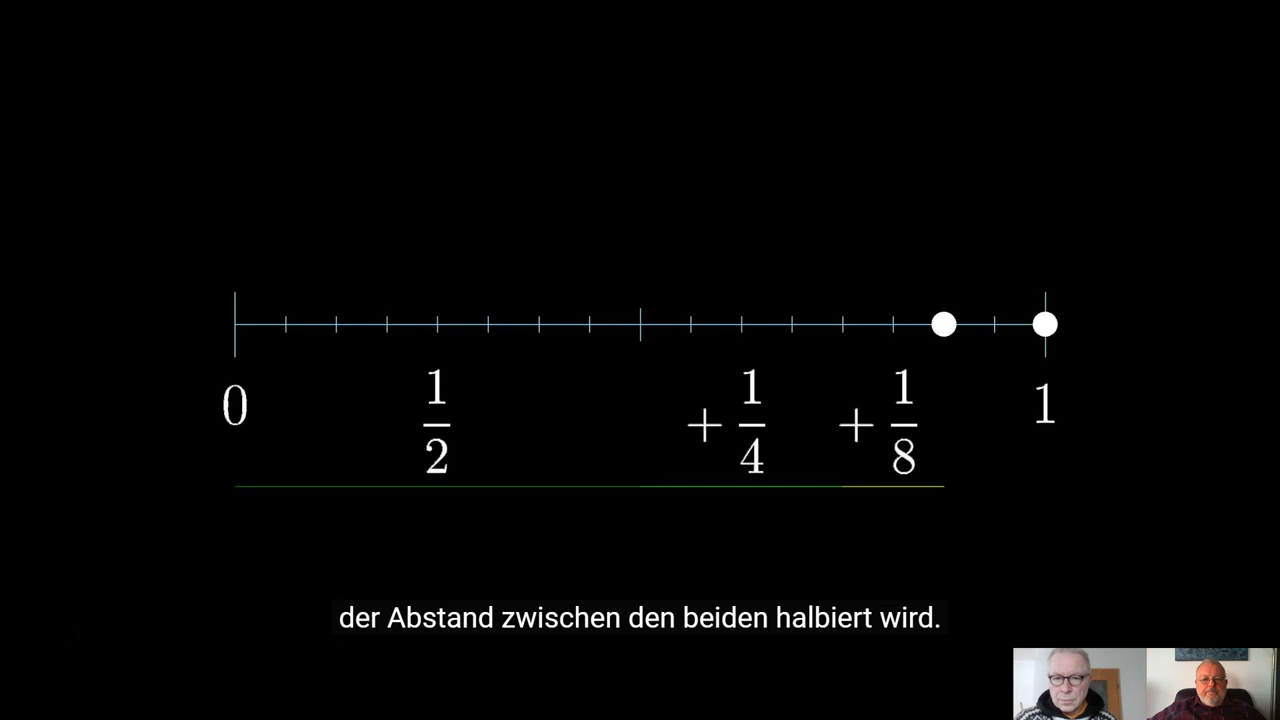 0 1/2 + 1/4 + 1/8 1
der Abstand zwischen den beiden halbiert wird.